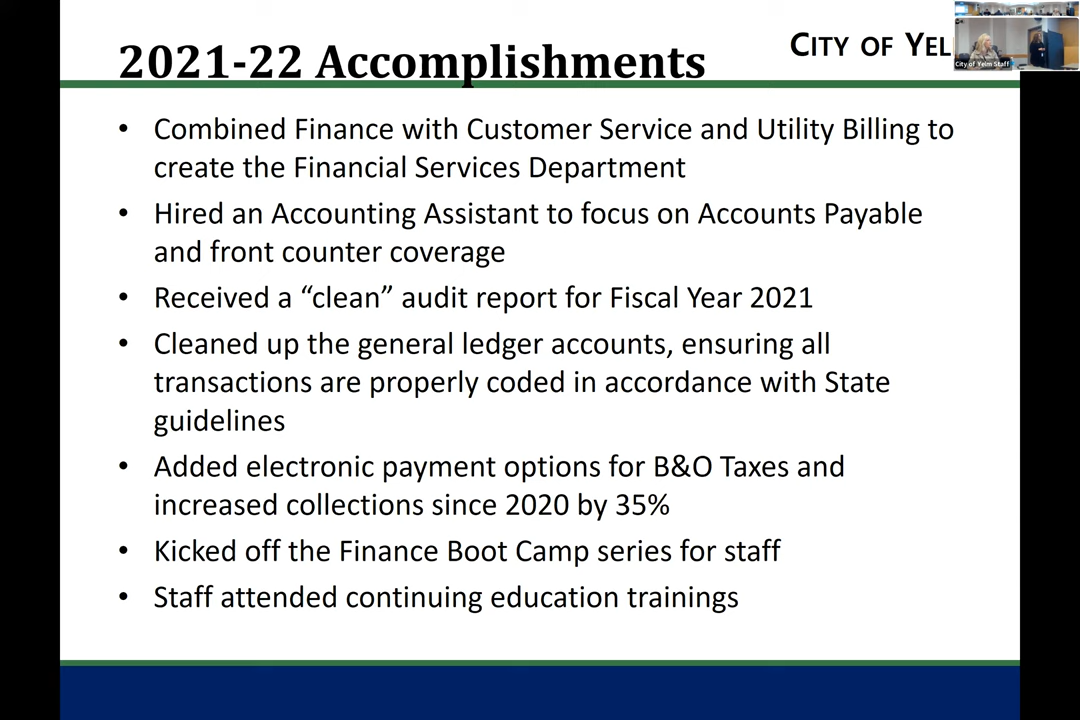 2021-22 Accomplishments
CITY OF YEL
City of Yelm Staff
• Combined Finance with Customer Service and Utility Billing to
create the Financial Services Department
• Hired an Accounting Assistant to focus on Accounts Payable
and front counter coverage
• Received a “clean” audit report for Fiscal Year 2021
• Cleaned up the general ledger accounts, ensuring all
transactions are properly coded in accordance with State
guidelines
• Added electronic payment options for B&O Taxes and
increased collections since 2020 by 35%
• Kicked off the Finance Boot Camp series for staff
• Staff attended continuing education trainings